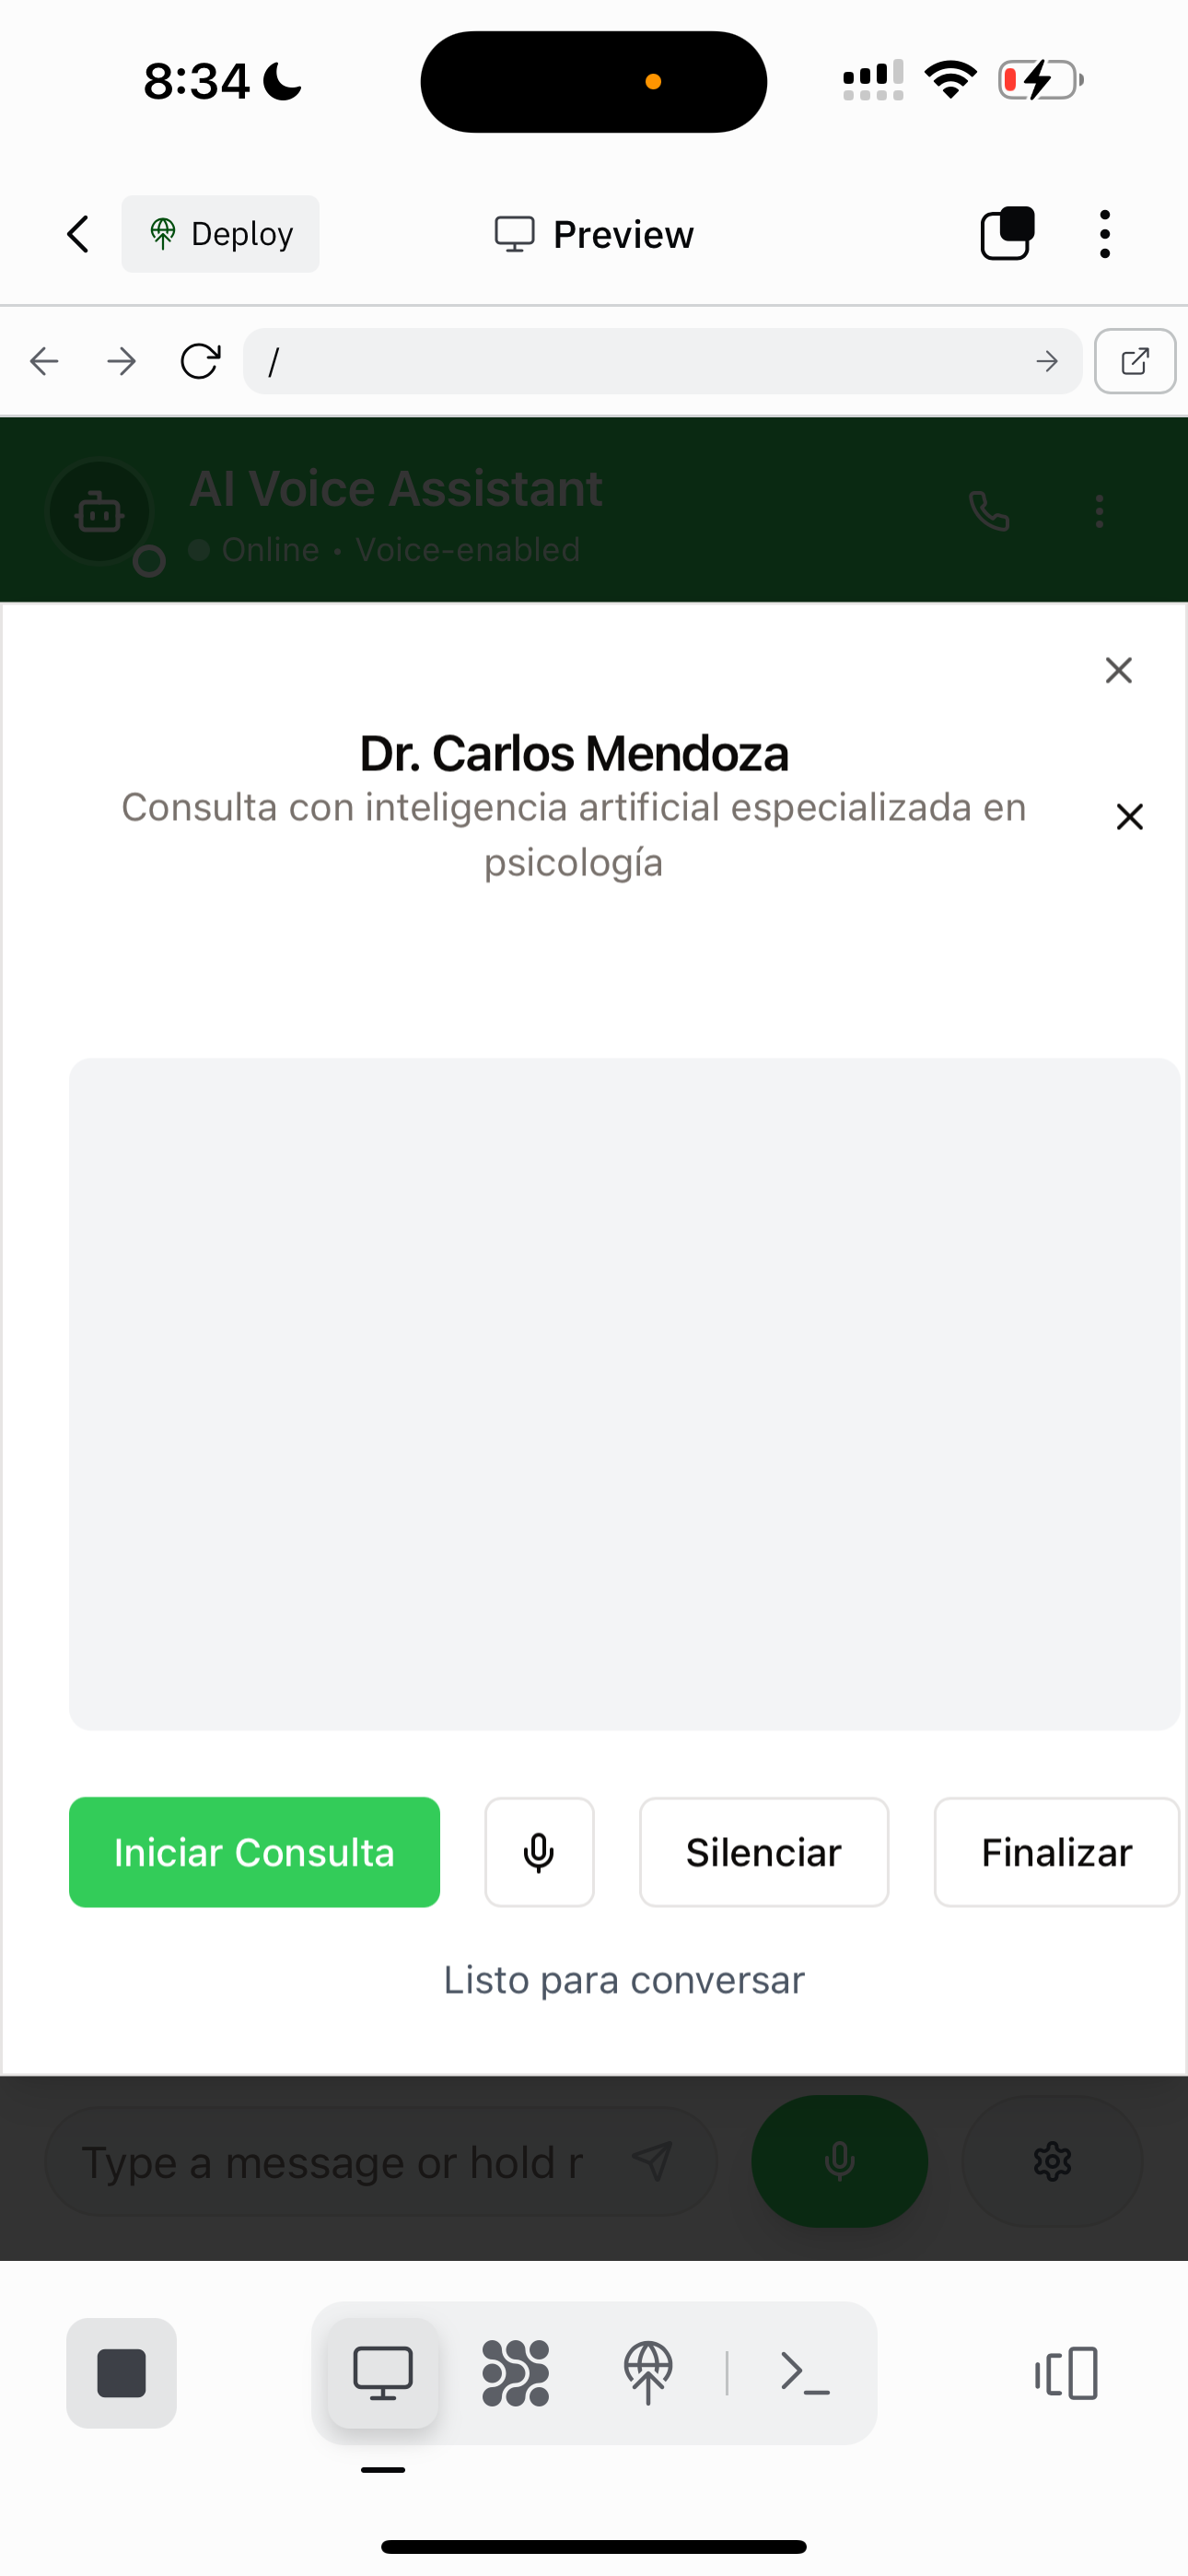 8:34
Deploy
Preview
/
AI Voice Assistant
Online • Voice-enabled
Dr. Carlos Mendoza
Consulta con inteligencia artificial especializada en
psicología
Iniciar Consulta
Silenciar
Finalizar
Listo para conversar
Type a message or hold r